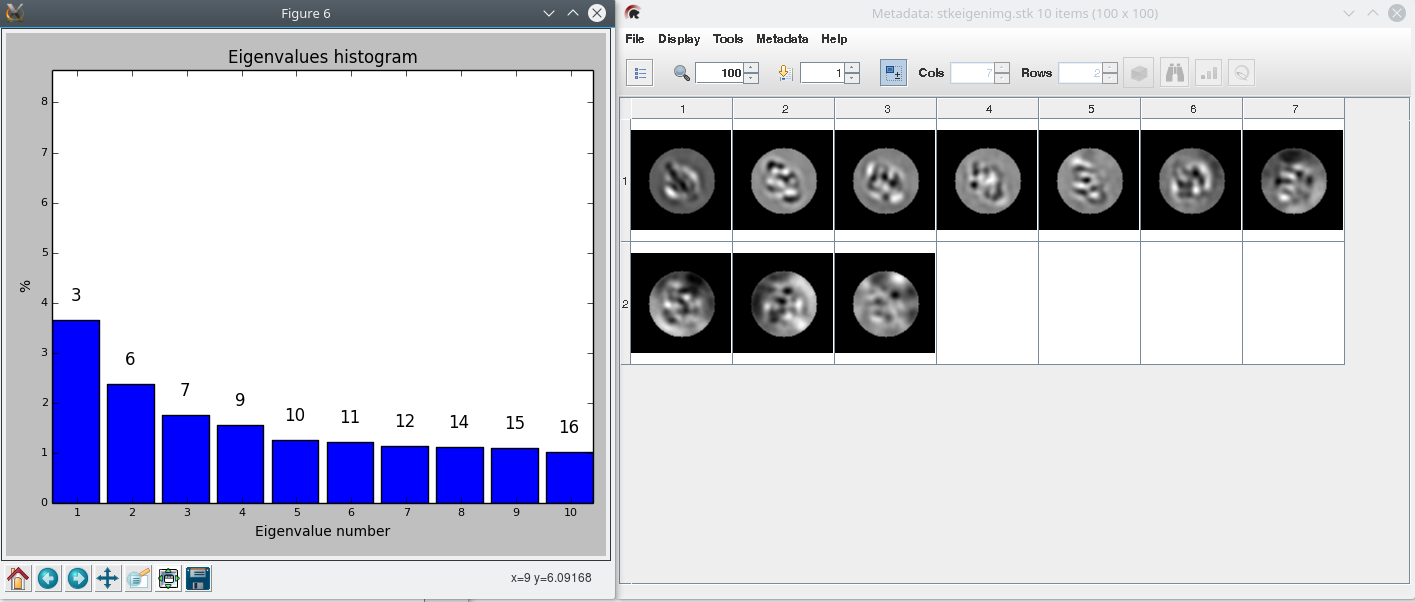 Figure 6
Eigenvalues histogram
%
8
7
6
5
4
3
2
1
0
3
6
7
9
10
11
12
14
15
16
1 2 3 4 5 6 7 8 9 10
Eigenvalue number
x=9 y=6.09168
Metadata: stkeigenimg.stk 10 items (100 x 100)
File Display Tools Metadata Help
100 1 Cols 7 Rows 2
1 2 3 4 5 6 7
1
2